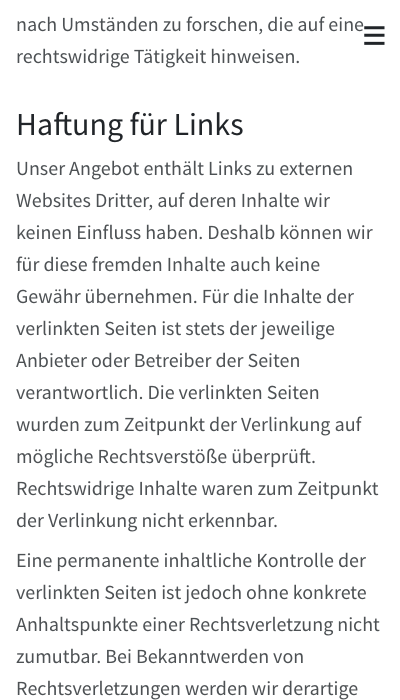 nach Umständen zu forschen, die auf eine
rechtswidrige Tätigkeit hinweisen.
Haftung für Links
Unser Angebot enthält Links zu externen
Websites Dritter, auf deren Inhalte wir
keinen Einfluss haben. Deshalb können wir
für diese fremden Inhalte auch keine
Gewähr übernehmen. Für die Inhalte der
verlinkten Seiten ist stets der jeweilige
Anbieter oder Betreiber der Seiten
verantwortlich. Die verlinkten Seiten
wurden zum Zeitpunkt der Verlinkung auf
mögliche Rechtsverstöße überprüft.
Rechtswidrige Inhalte waren zum Zeitpunkt
der Verlinkung nicht erkennbar.
Eine permanente inhaltliche Kontrolle der
verlinkten Seiten ist jedoch ohne konkrete
Anhaltspunkte einer Rechtsverletzung nicht
zumutbar. Bei Bekanntwerden von
Rechtsverletzungen werden wir derartige